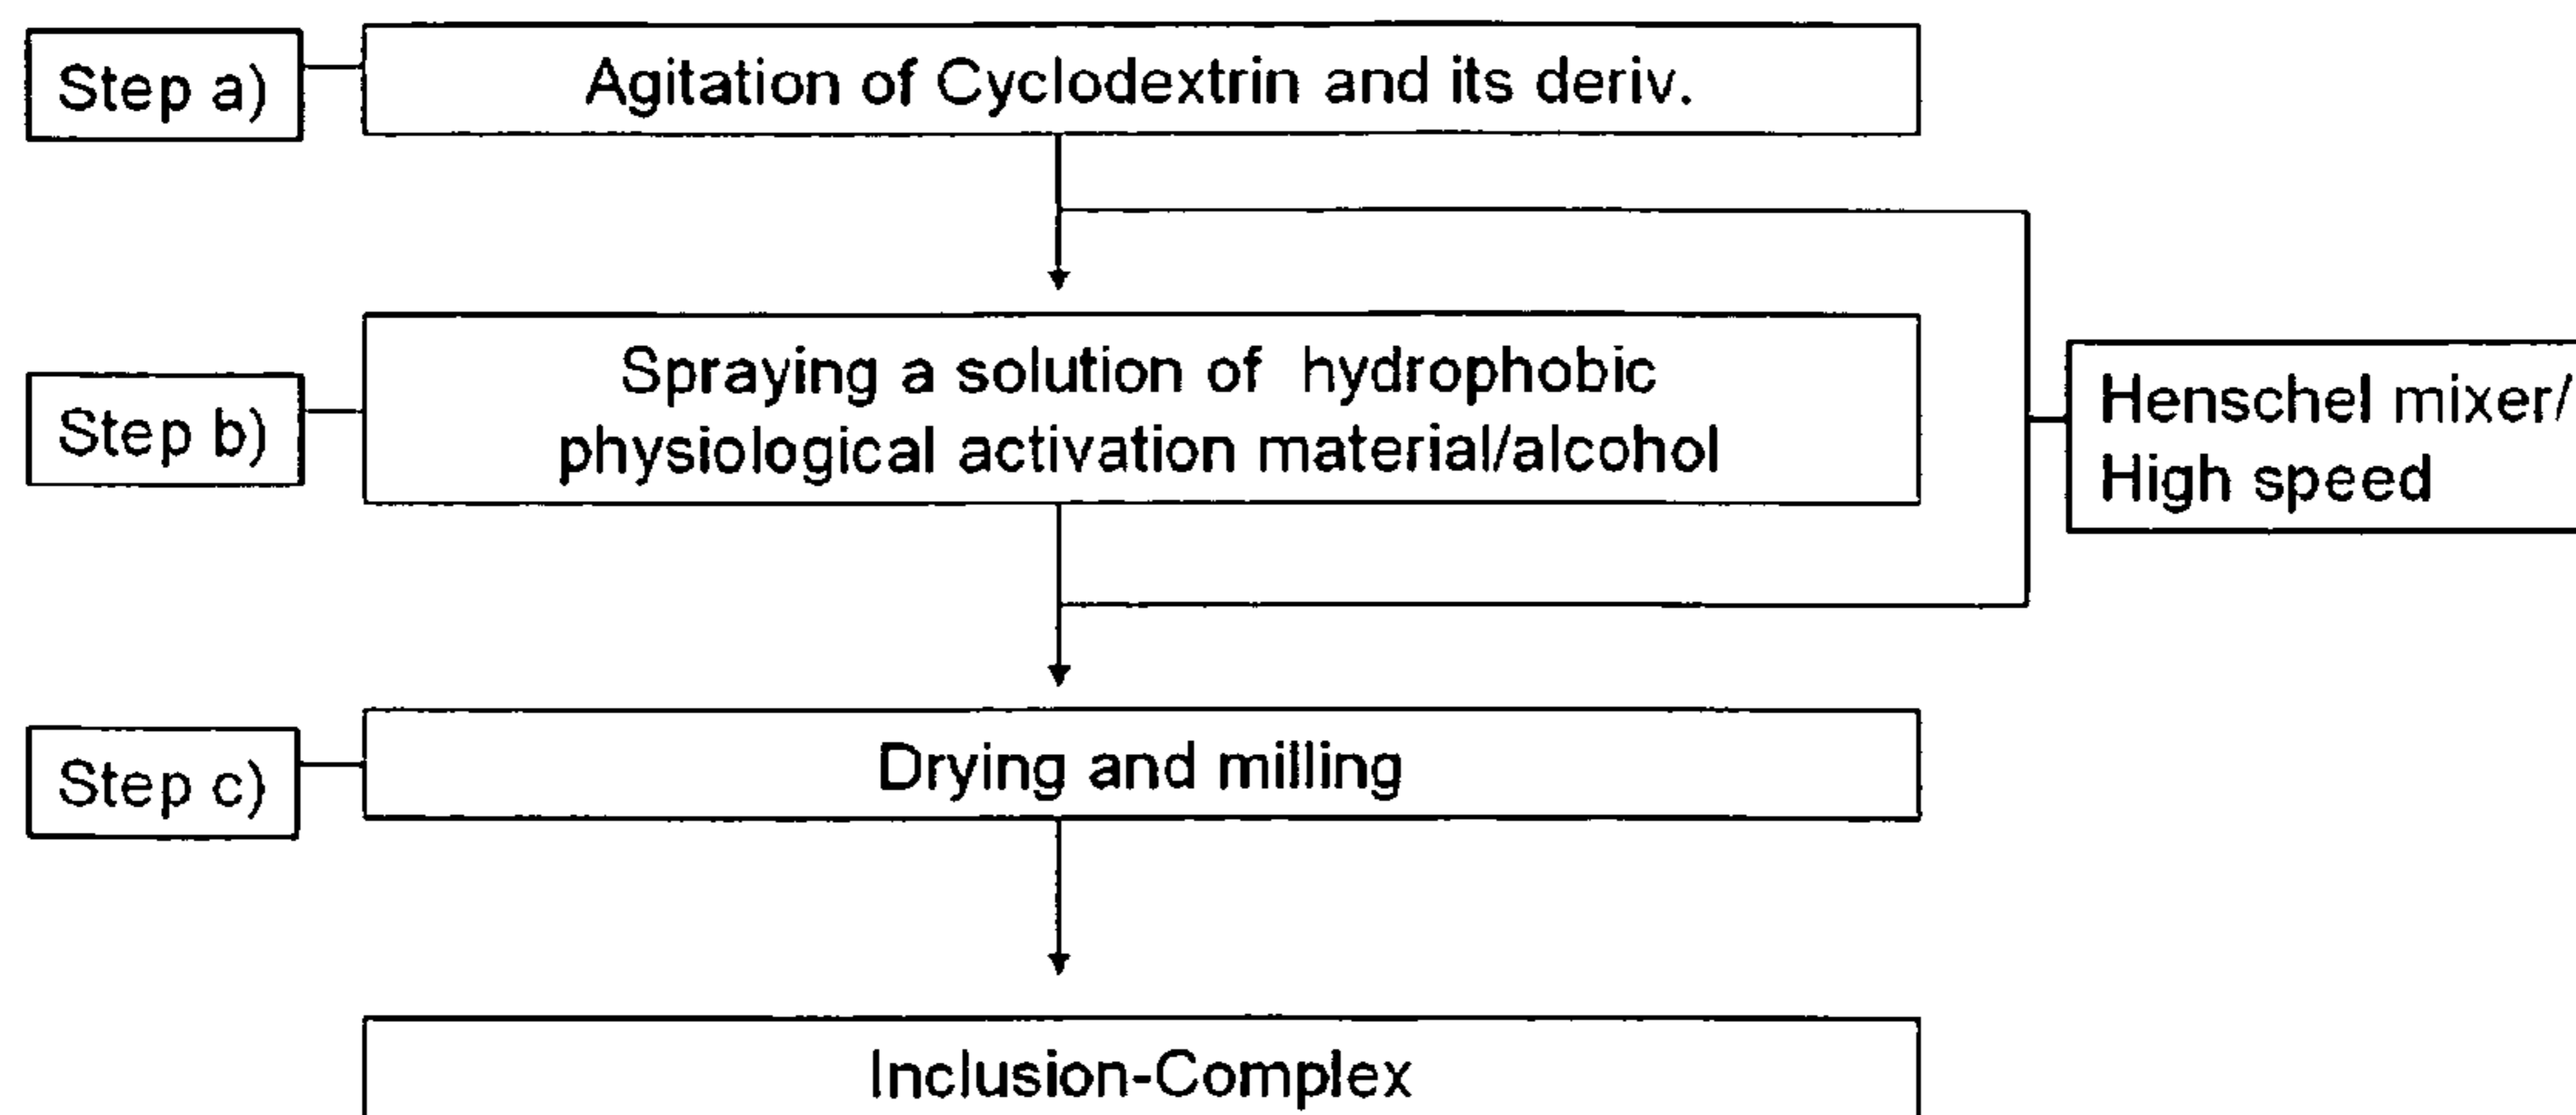 Step a)
Agitation of Cyclodextrin and its deriv.
Step b)
Spraying a solution of hydrophobic
physiological activation material/alcohol
Henschel mixer/
High speed
Step c)
Drying and milling
Inclusion-Complex